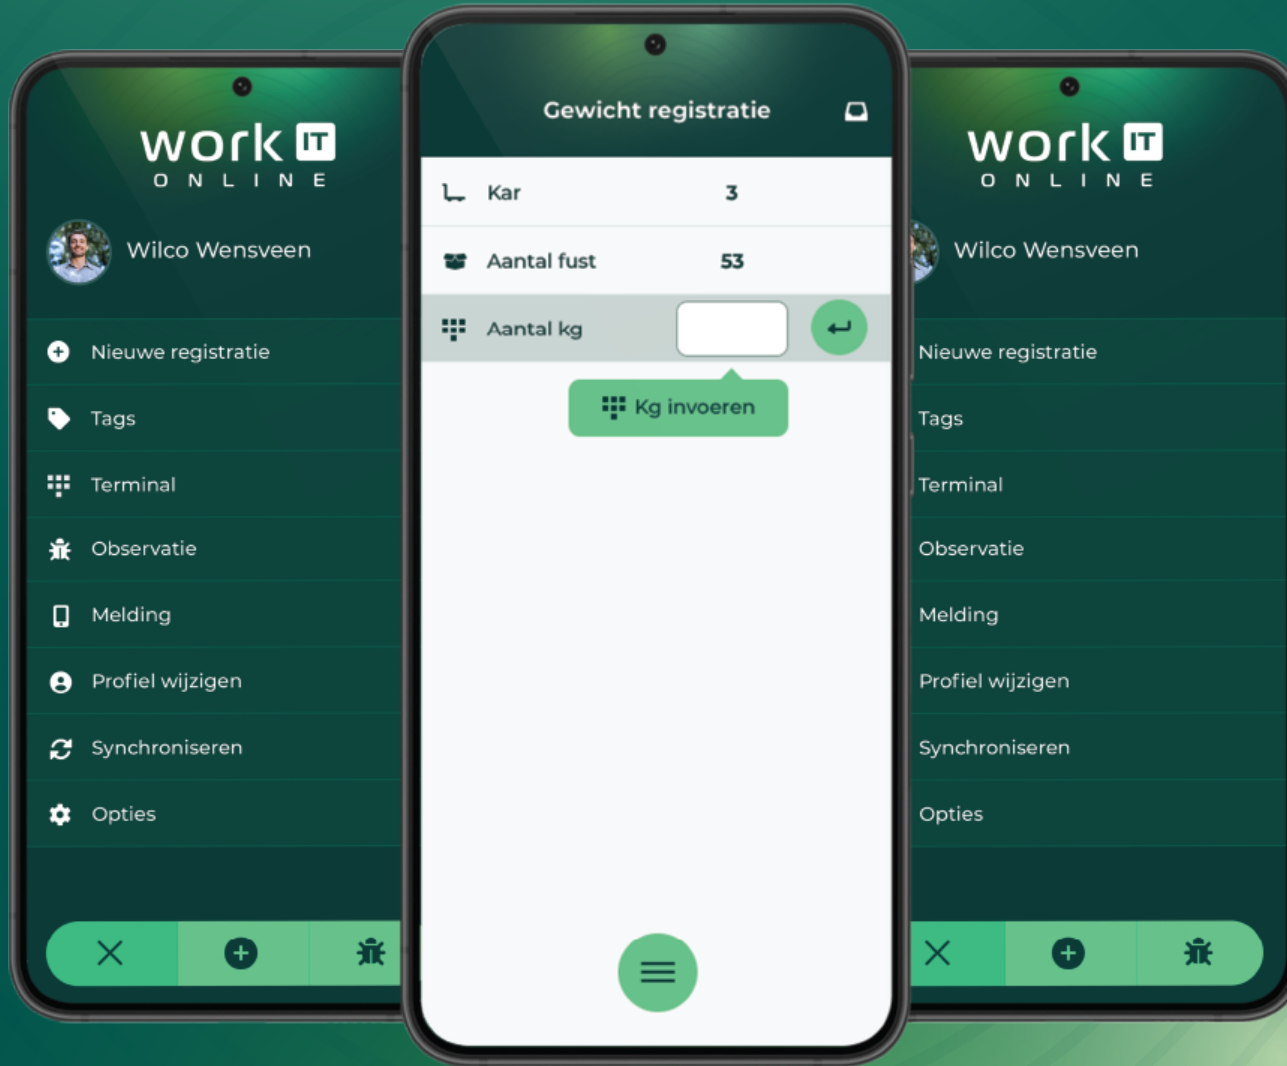 work IT
ONLINE
Wilco Wensveen
Nieuwe registratie
Tags
Terminal
Observatie
Melding
Profiel wijzigen
Synchroniseren
Opties
Gewicht registratie
Kar 3
Aantal fust 53
Aantal kg
Kg invoeren
work IT
ONLINE
Wilco Wensveen
Nieuwe registratie
Tags
Terminal
Observatie
Melding
Profiel wijzigen
Synchroniseren
Opties